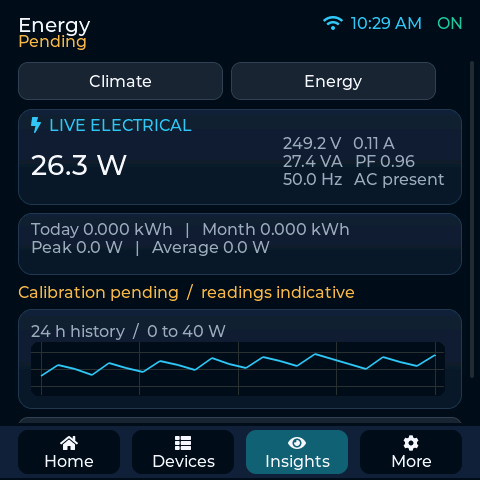 Energy
Pending
10:29 AM ON
Climate
Energy
LIVE ELECTRICAL
26.3 W
249.2 V 0.11 A
27.4 VA PF 0.96
50.0 Hz AC present
Today 0.000 kWh | Month 0.000 kWh
Peak 0.0 W | Average 0.0 W
Calibration pending / readings indicative
24 h history / 0 to 40 W
Home
Devices
Insights
More